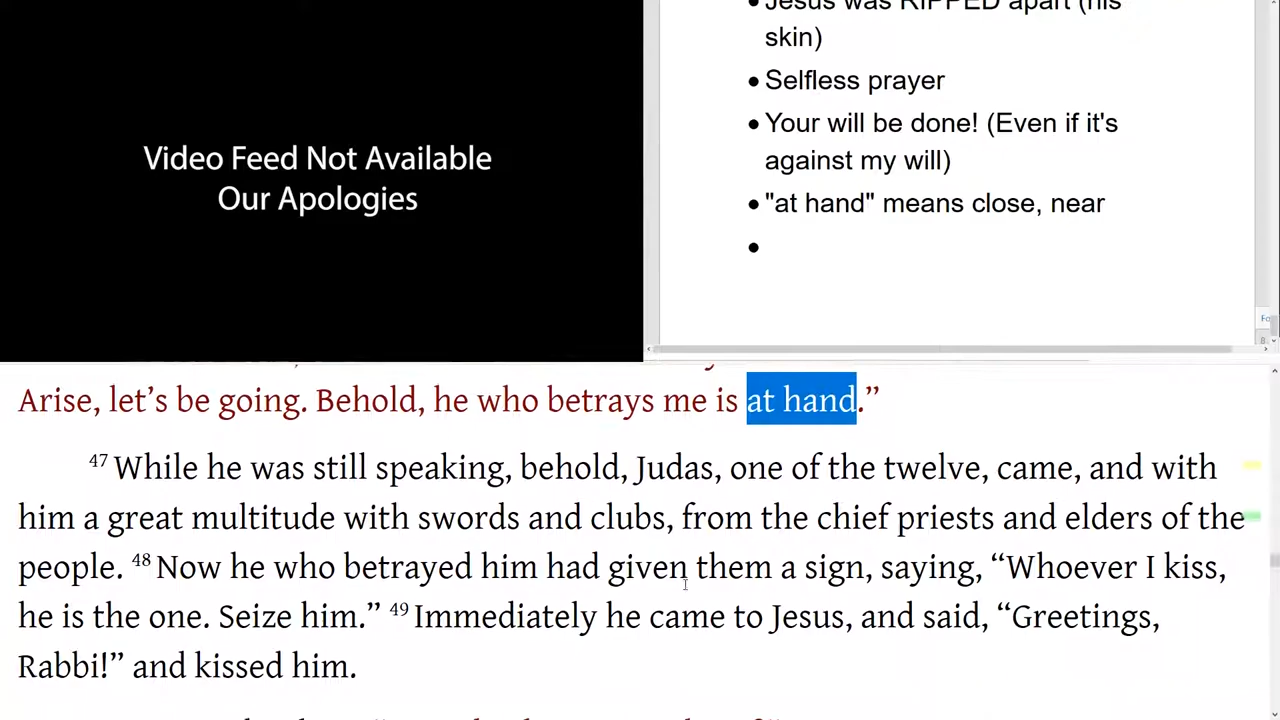 Video Feed Not Available
Our Apologies
Jesus was RIPPED apart (his
skin)
• Selfless prayer
• Your will be done! (Even if it's
against my will)
• "at hand" means close, near
•
Arise, let’s be going. Behold, he who betrays me is at hand.”
47 While he was still speaking, behold, Judas, one of the twelve, came, and with
him a great multitude with swords and clubs, from the chief priests and elders of the
people. 48 Now he who betrayed him had given them a sign, saying, “Whoever I kiss,
he is the one. Seize him.” 49 Immediately he came to Jesus, and said, “Greetings,
Rabbi!” and kissed him.